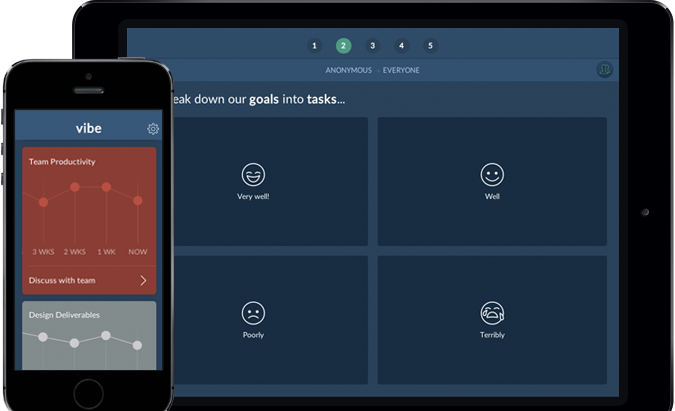 1 2 3 4 5
ANONYMOUS - EVERYONE
eak down our goals into tasks...
Very well!
Well
Poorly
Terribly
vibe
Team Productivity
3 WKS 2 WKS 1 WK NOW
Discuss with team
Design Deliverables